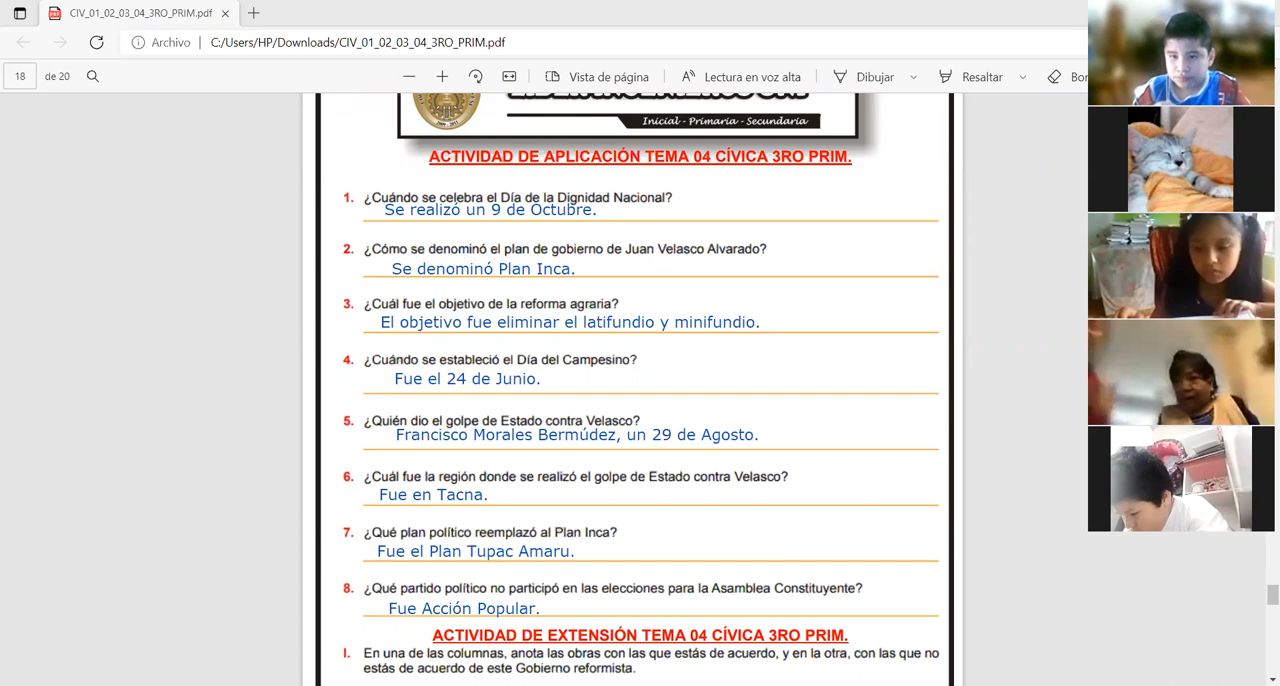 CIV_01_02_03_04_3RO_PRIM.pdf
Archivo | C:/Users/HP/Downloads/CIV_01_02_03_04_3RO_PRIM.pdf
18 de 20 Vista de página Lectura en voz alta Dibujar Resaltar Bor
Inicial - Primaria - Secundaria
ACTIVIDAD DE APLICACIÓN TEMA 04 CÍVICA 3RO PRIM.
1. ¿Cuándo se celebra el Día de la Dignidad Nacional?
Se realizó un 9 de Octubre.
2. ¿Cómo se denominó el plan de gobierno de Juan Velasco Alvarado?
Se denominó Plan Inca.
3. ¿Cuál fue el objetivo de la reforma agraria?
El objetivo fue eliminar el latifundio y minifundio.
4. ¿Cuándo se estableció el Día del Campesino?
Fue el 24 de Junio.
5. ¿Quién dio el golpe de Estado contra Velasco?
Francisco Morales Bermúdez, un 29 de Agosto.
6. ¿Cuál fue la región donde se realizó el golpe de Estado contra Velasco?
Fue en Tacna.
7. ¿Qué plan político reemplazó al Plan Inca?
Fue el Plan Tupac Amaru.
8. ¿Qué partido político no participó en las elecciones para la Asamblea Constituyente?
Fue Acción Popular.
ACTIVIDAD DE EXTENSIÓN TEMA 04 CÍVICA 3RO PRIM.
I. En una de las columnas, anota las obras con las que estás de acuerdo, y en la otra, con las que no
estás de acuerdo de este Gobierno reformista.